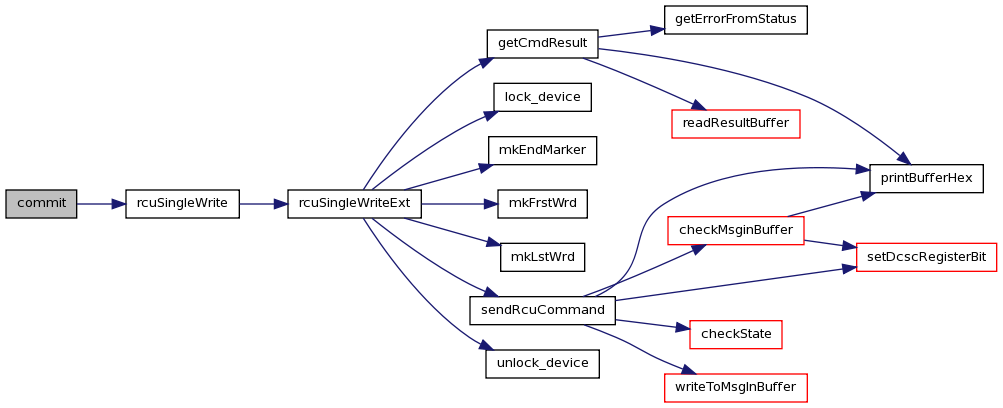 commit
rcuSingleWrite
rcuSingleWriteExt
getCmdResult
lock_device
mkEndMarker
mkFrstWrd
mkLstWrd
sendRcuCommand
unlock_device
getErrorFromStatus
readResultBuffer
checkMsginBuffer
checkState
writeToMsgInBuffer
printBufferHex
setDcscRegisterBit